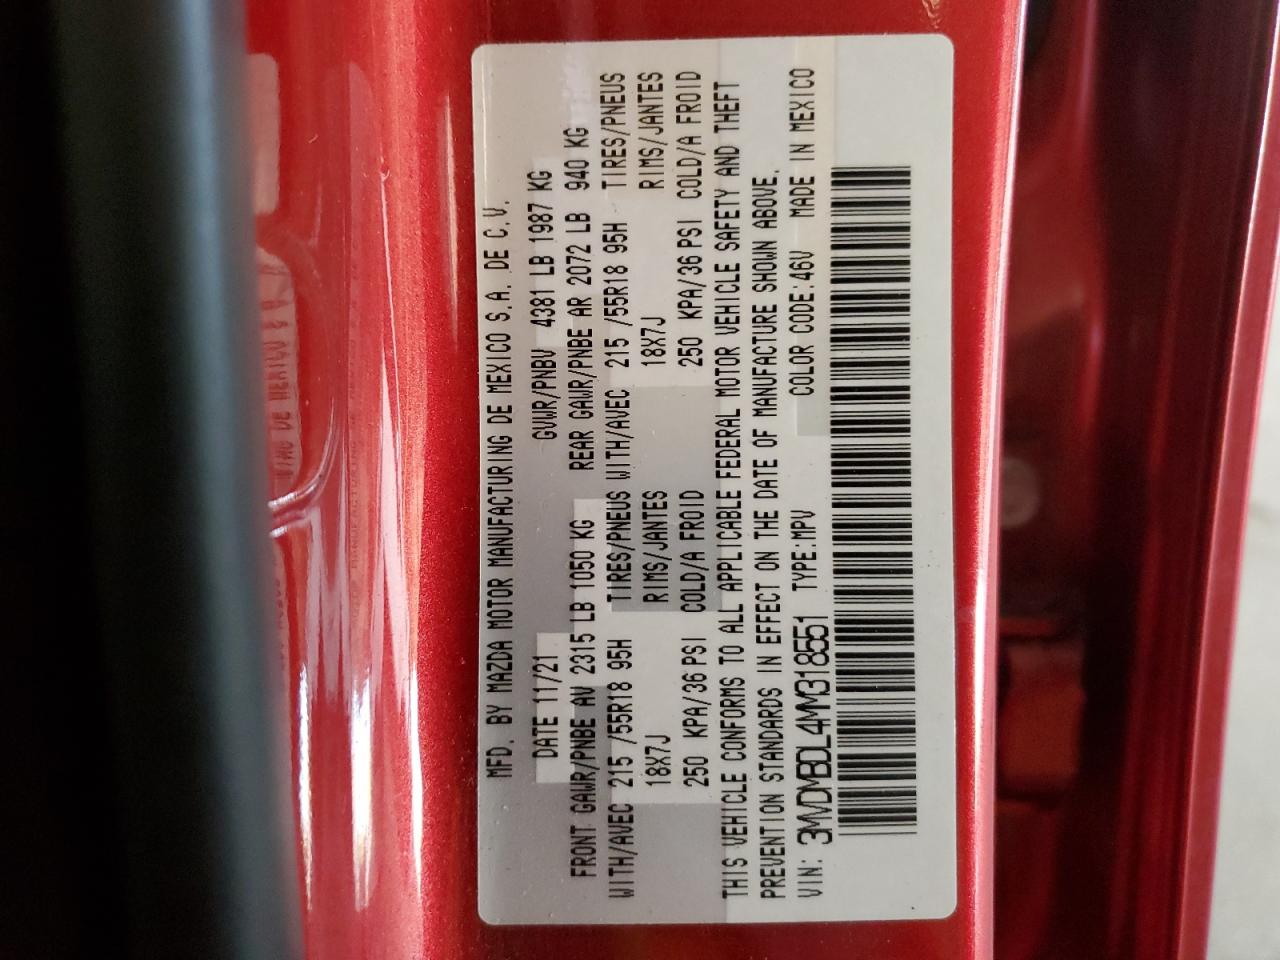 MFD. BY MAZDA MOTOR MANUFACTURING DE MEXICO S.A. DE C.V.
DATE 11/21 GVWR/PNBV 4381 LB 1987 KG
FRONT GAWR/PNBE AV 2315 LB 1050 KG REAR GAWR/PNBE AR 2072 LB 940 KG
WITH/AVEC 215 /55R18 95H TIRES/PNEUS WITH/AVEC 215 /55R18 95H TIRES/PNEUS
18X7J RIMS/JANTES 18X7J RIMS/JANTES
250 KPA/36 PSI COLD/A FROID 250 KPA/36 PSI COLD/A FROID
THIS VEHICLE CONFORMS TO ALL APPLICABLE FEDERAL MOTOR VEHICLE SAFETY AND THEFT
PREVENTION STANDARDS IN EFFECT ON THE DATE OF MANUFACTURE SHOWN ABOVE.
VIN: 3MVDMBDL4MM318551 TYPE:MPV COLOR CODE:46V MADE IN MEXICO